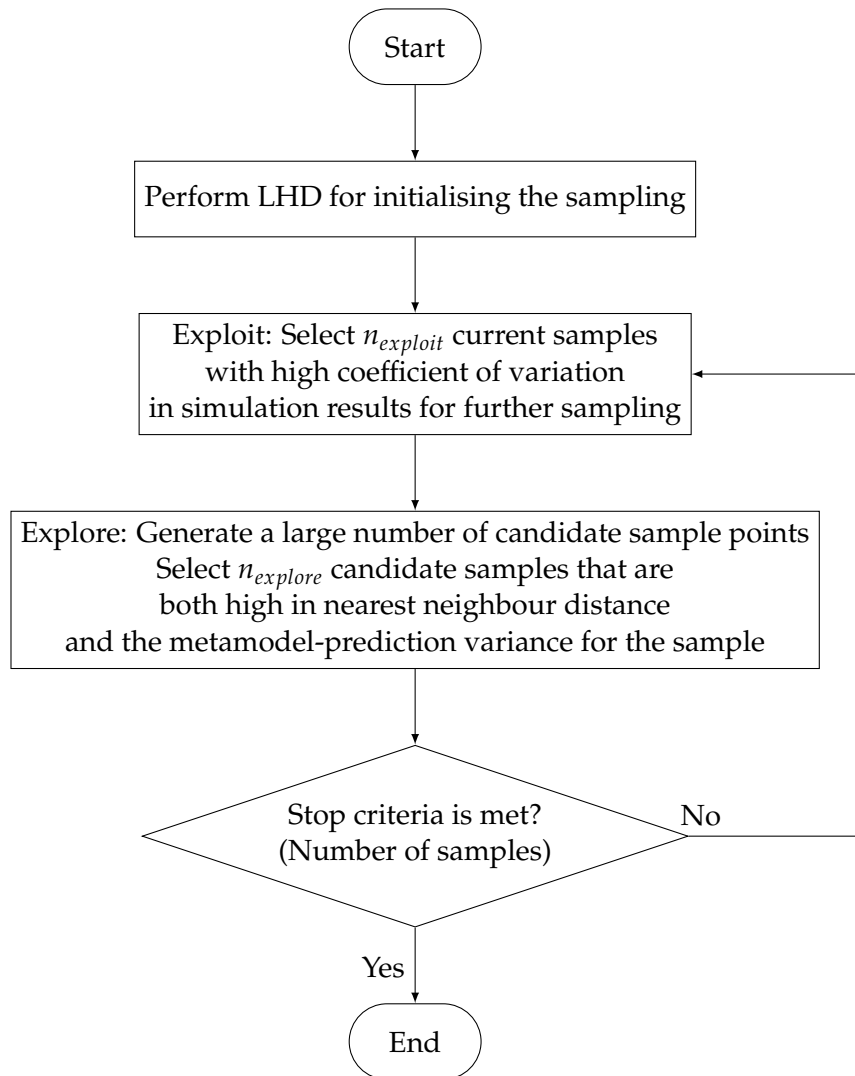 Start
Perform LHD for initialising the sampling
Exploit: Select n_exploit current samples
with high coefficient of variation
in simulation results for further sampling
Explore: Generate a large number of candidate sample points
Select n_explore candidate samples that are
both high in nearest neighbour distance
and the metamodel-prediction variance for the sample
Stop criteria is met?
(Number of samples)
No
Yes
End